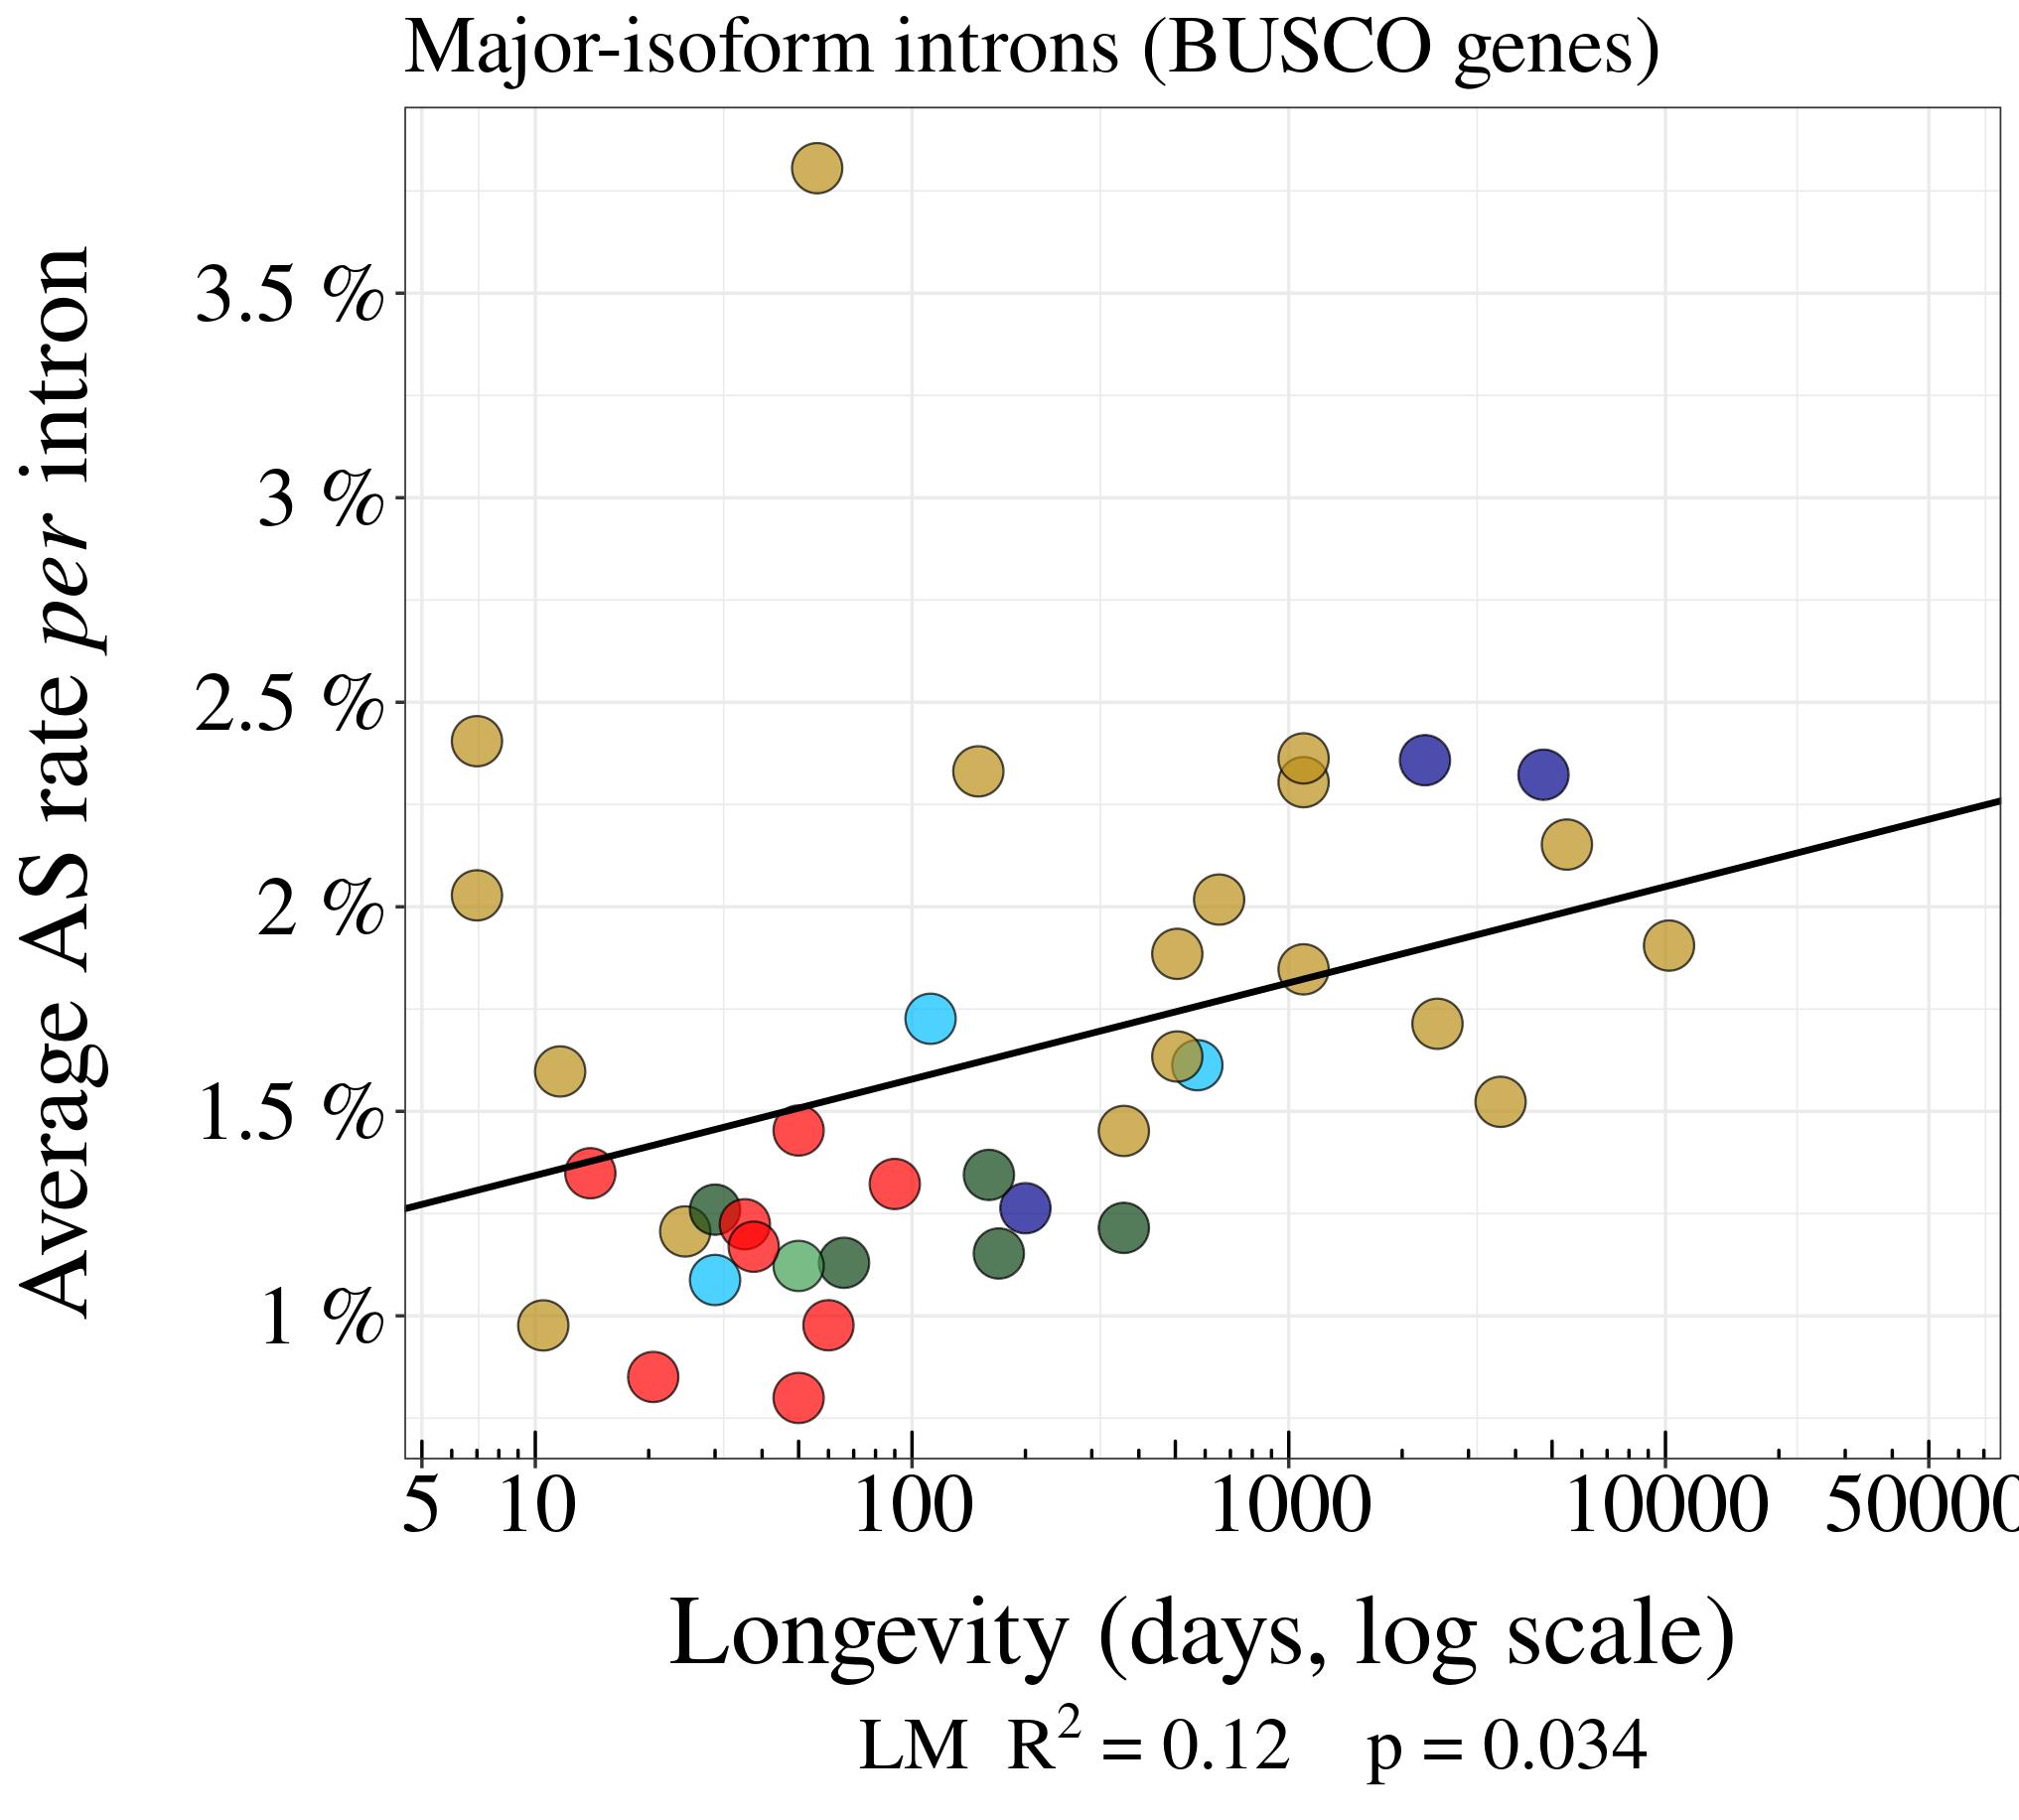 Major-isoform introns (BUSCO genes)
Average AS rate per intron
3.5 %
3 %
2.5 %
2 %
1.5 %
1 %
5 10 100 1000 10000 50000
Longevity (days, log scale)
LM R² = 0.12 p = 0.034